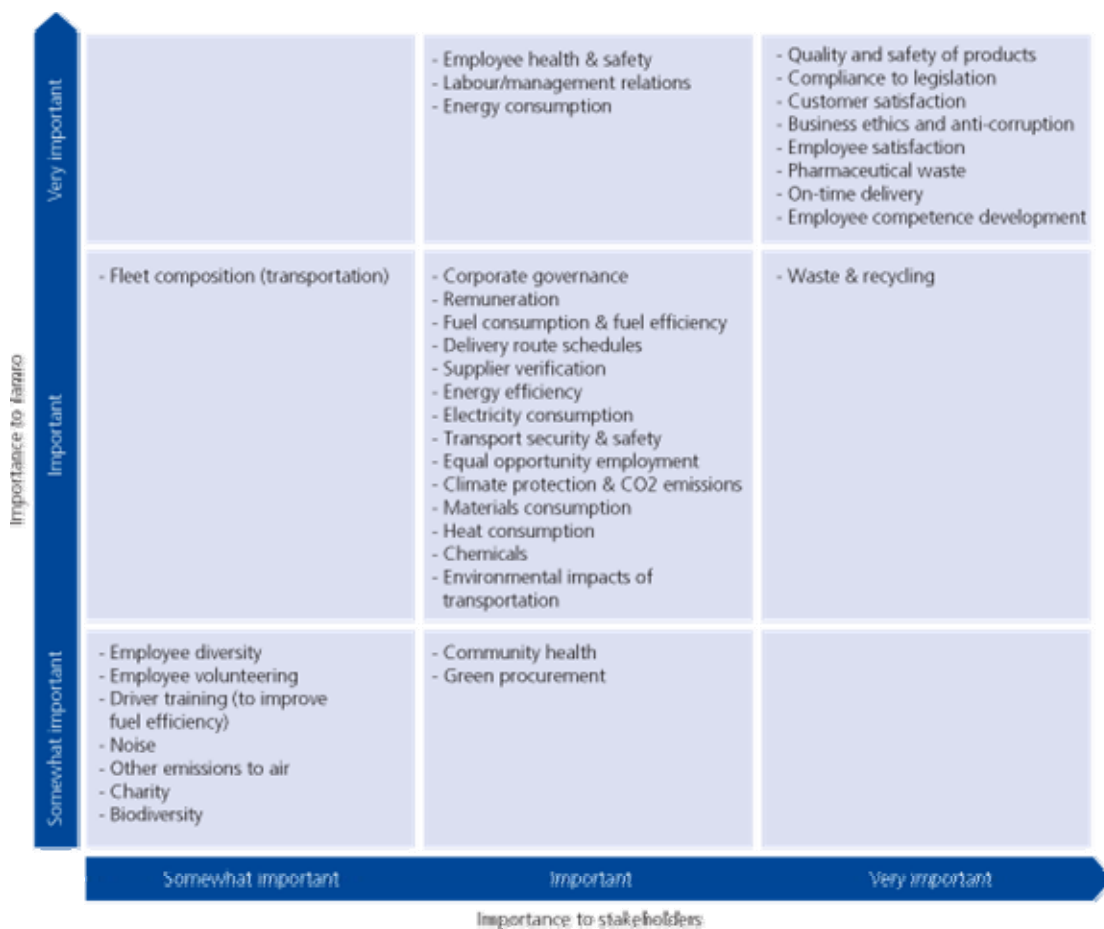 Very important
- Employee health & safety
- Labour/management relations
- Energy consumption
- Quality and safety of products
- Compliance to legislation
- Customer satisfaction
- Business ethics and anti-corruption
- Employee satisfaction
- Pharmaceutical waste
- On-time delivery
- Employee competence development
Importance to Tamro
Important
- Fleet composition (transportation)
- Corporate governance
- Remuneration
- Fuel consumption & fuel efficiency
- Delivery route schedules
- Supplier verification
- Energy efficiency
- Electricity consumption
- Transport security & safety
- Equal opportunity employment
- Climate protection & CO2 emissions
- Materials consumption
- Heat consumption
- Chemicals
- Environmental impacts of
transportation
- Waste & recycling
Somewhat important
- Employee diversity
- Employee volunteering
- Driver training (to improve
fuel efficiency)
- Noise
- Other emissions to air
- Charity
- Biodiversity
- Community health
- Green procurement
Somewhat important
Important
Very important
Importance to stakeholders